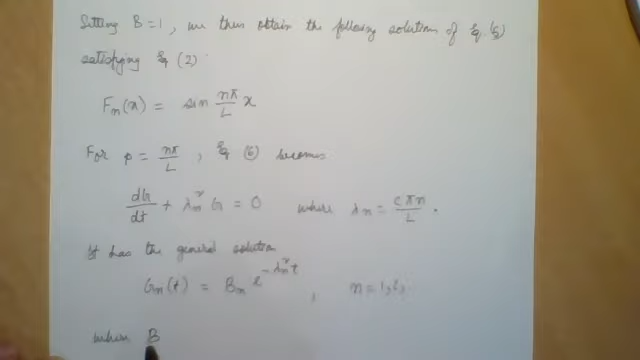 Setting B = 1, we thus obtain the following solution of Eq. (5)
satisfying Eq (2).
Fn(x) = sin nπ/L x
For p = nπ/L, Eq (6) becomes
dG/dt + λn² G = 0 where λn = cπn/L.
It has the general solution
Gn(t) = Bn e^(-λn² t), n = 1, 2,
where B